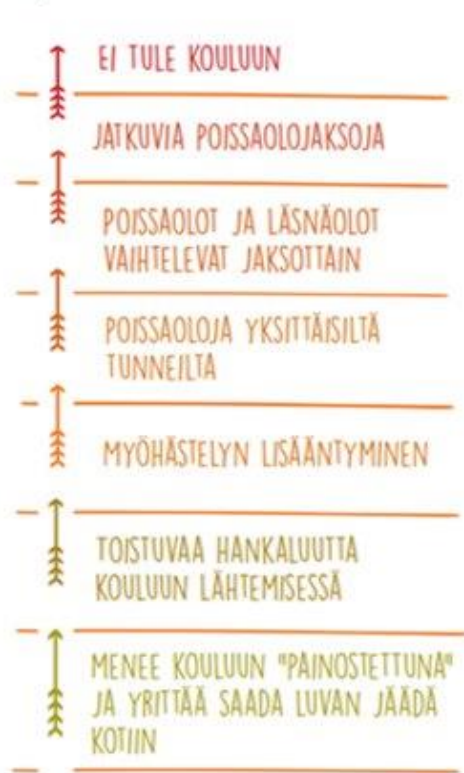 EI TULE KOULUUN
JATKUVIA POISSAOLOJAKSOJA
POISSAOLOT JA LÄSNÄOLOT
VAIHTELEVAT JAKSOTTAIN
POISSAOLOJA YKSITTÄISILTÄ
TUNNEILTA
MYÖHÄSTELYN LISÄÄNTYMINEN
TOISTUVAA HANKALUUTTA
KOULUUN LÄHTEMISESSÄ
MENEE KOULUUN "PAINOSTETTUNA"
JA YRITTÄÄ SAADA LUVAN JÄÄDÄ
KOTIIN